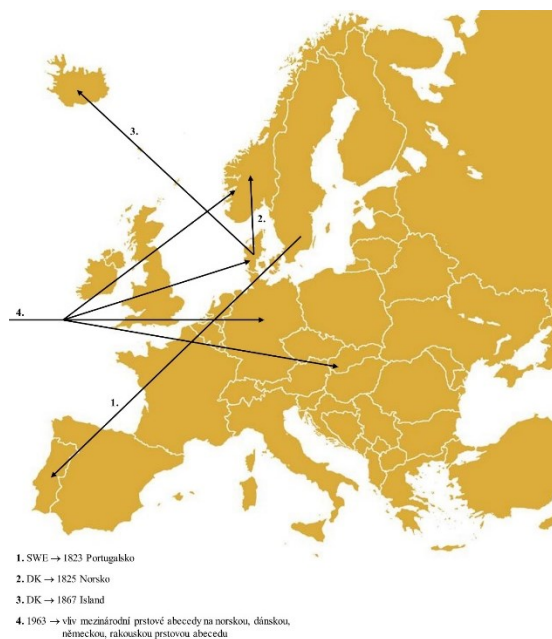 3.
2.
4.
1.
1. SWE → 1823 Portugalsko
2. DK → 1825 Norsko
3. DK → 1867 Island
4. 1963 → vliv mezinárodní prstové abecedy na norskou, dánskou,
německou, rakouskou prstovou abecedu